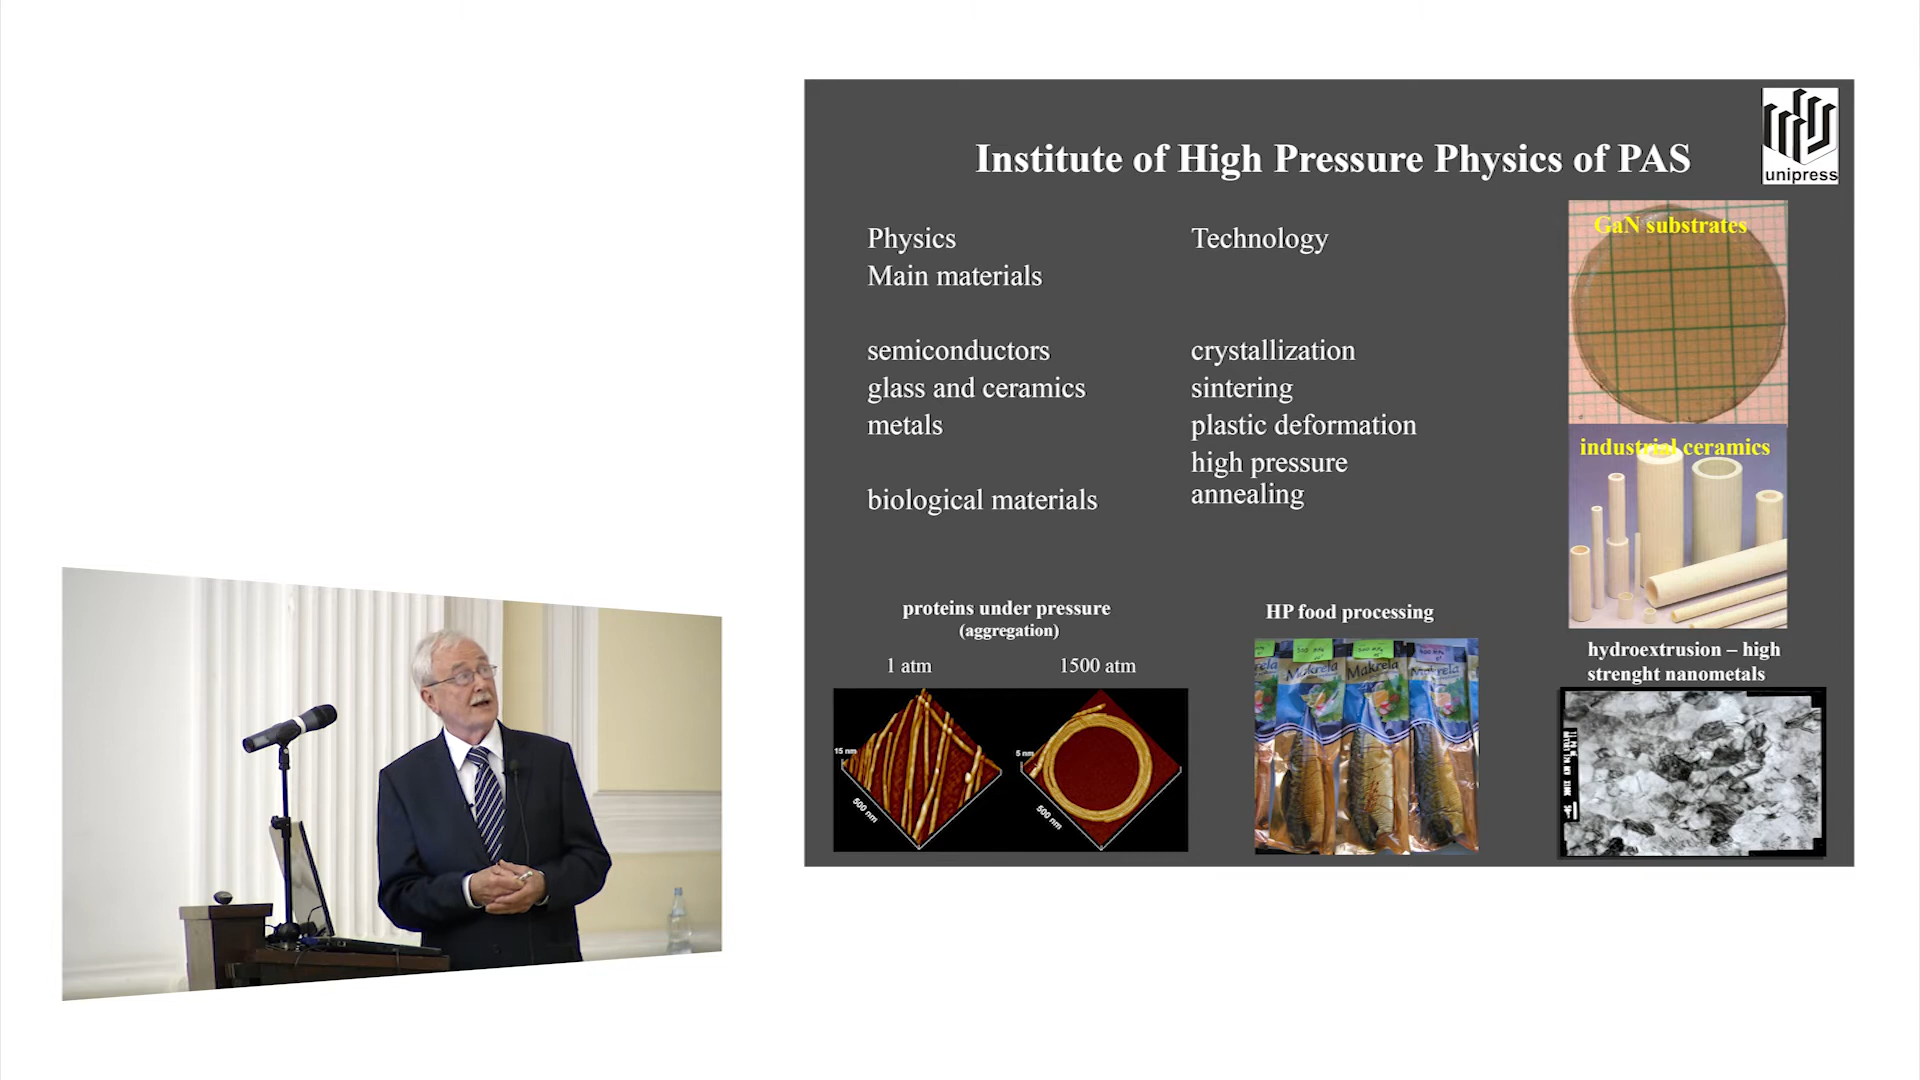 Institute of High Pressure Physics of PAS
unipress
Physics
Main materials
semiconductors
glass and ceramics
metals
biological materials
Technology
crystallization
sintering
plastic deformation
high pressure
annealing
GaN substrates
industrial ceramics
proteins under pressure
(aggregation)
1 atm
1500 atm
15 nm
500 nm
5 nm
500 nm
HP food processing
Makrela
Makrela
Makrela
hydroextrusion – high
strenght nanometals